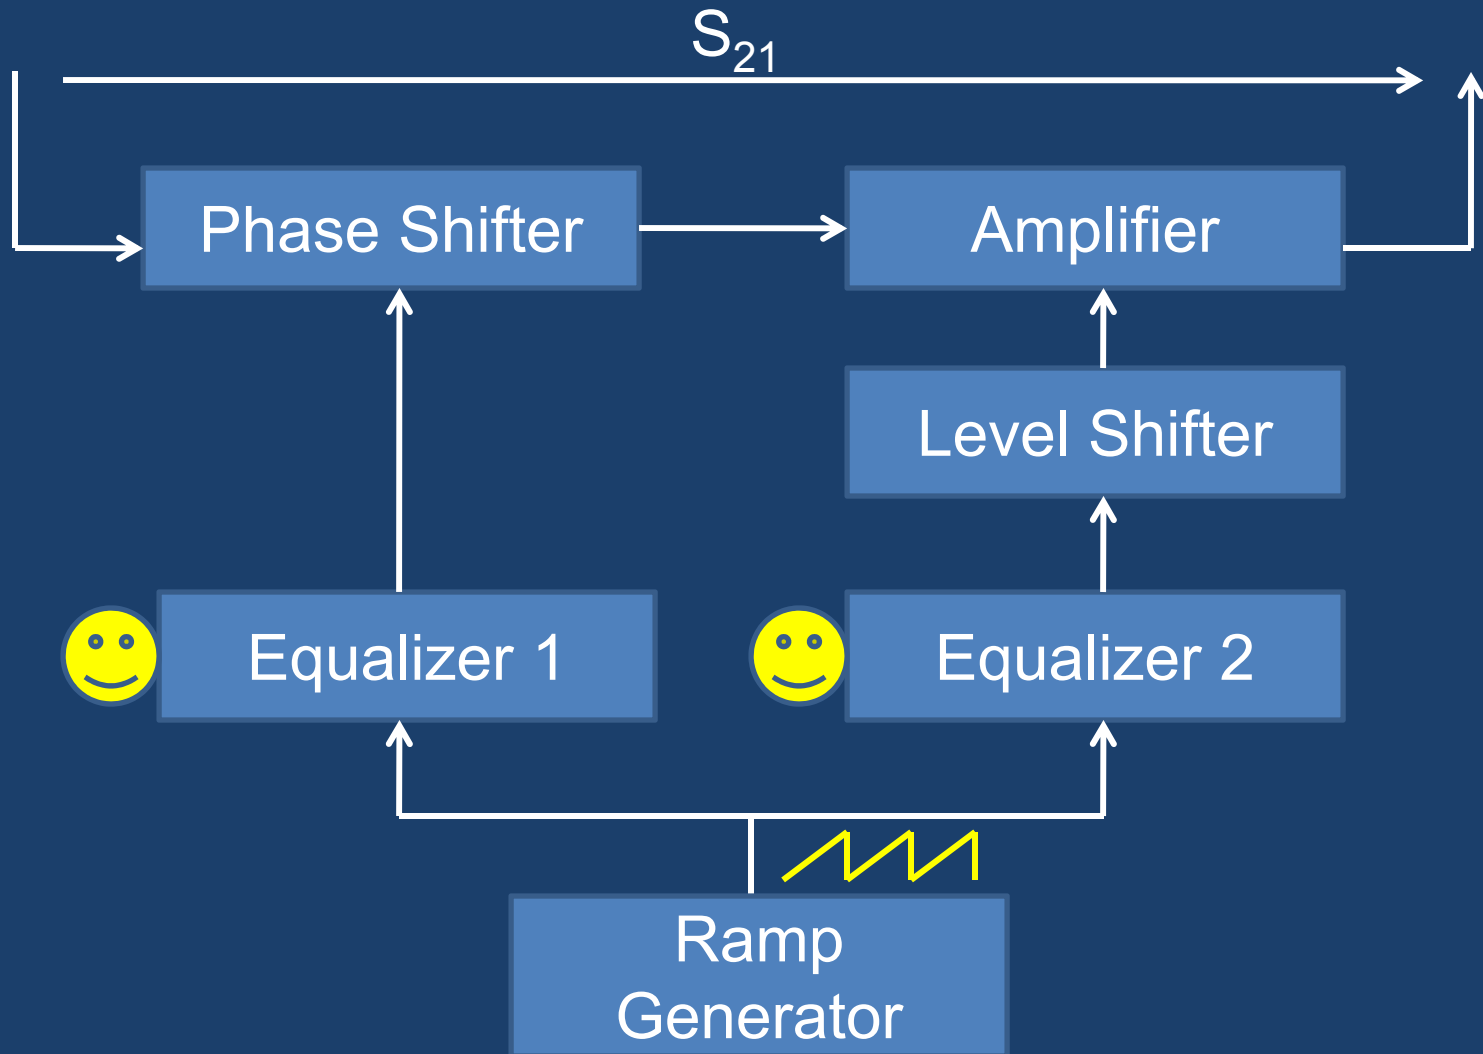 S21
Phase Shifter
Amplifier
Level Shifter
Equalizer 1
Equalizer 2
Ramp
Generator